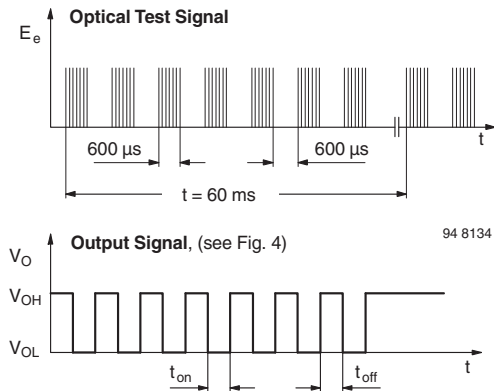 Optical Test Signal
E_e
t
600 µs
600 µs
t = 60 ms
94 8134
Output Signal, (see Fig. 4)
V_O
V_OH
V_OL
t
t_on
t_off